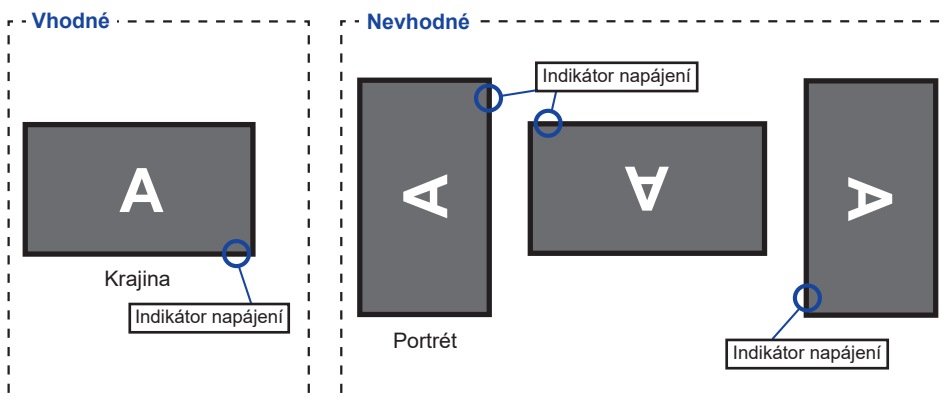 Vhodné
A
Krajina
Indikátor napájení
Nevhodné
Indikátor napájení
A
A
A
Portrét
Indikátor napájení